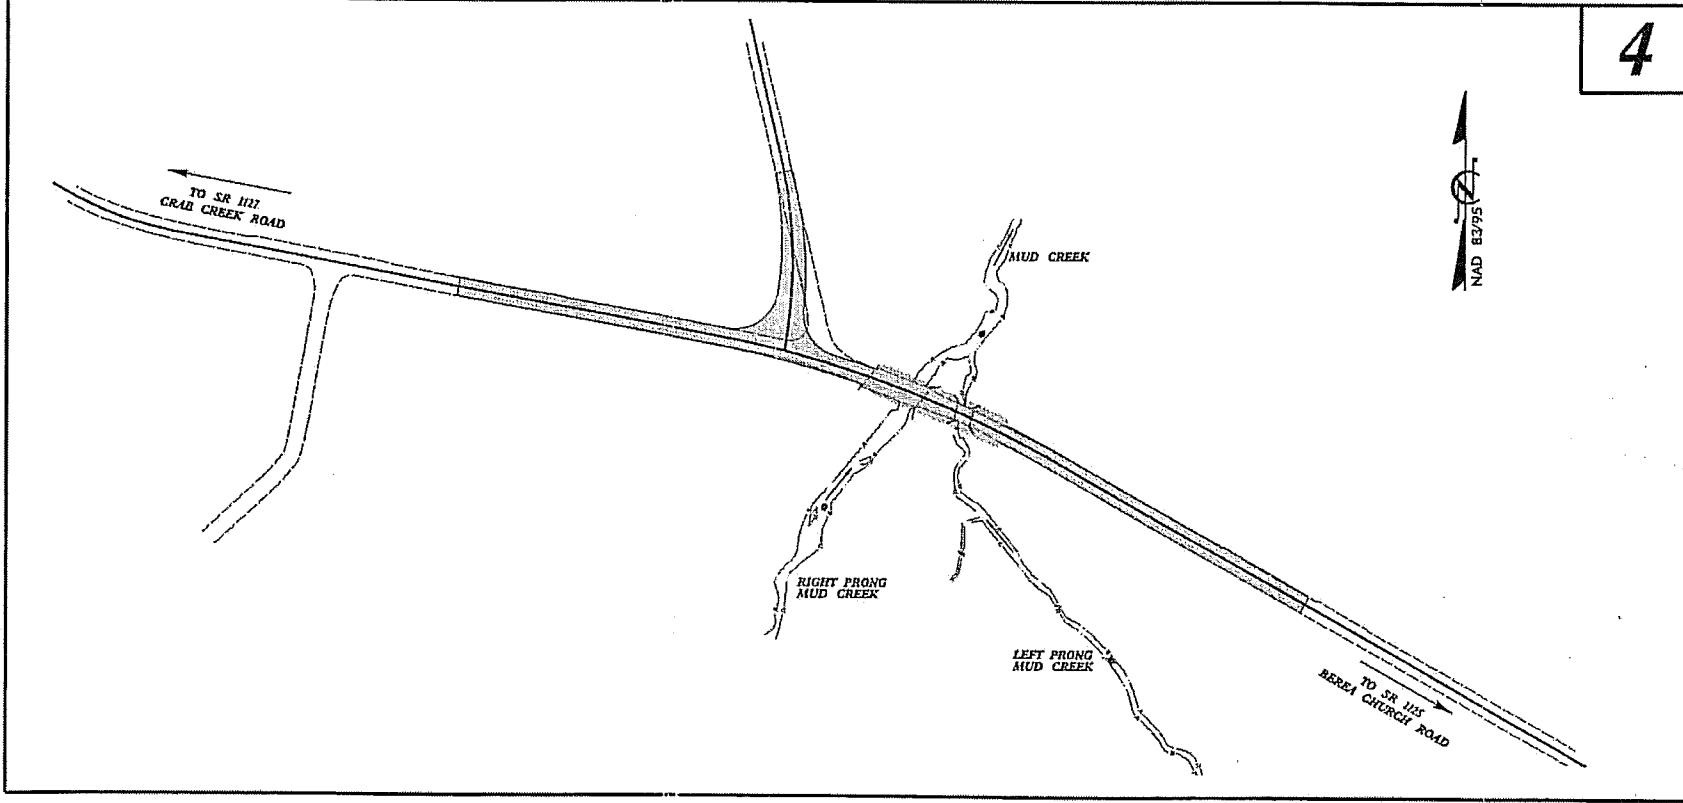 4
TO SR 1127
CRAB CREEK ROAD
MUD CREEK
NAD 83/95
RIGHT PRONG
MUD CREEK
LEFT PRONG
MUD CREEK
TO SR 1125
BEREA CHURCH ROAD